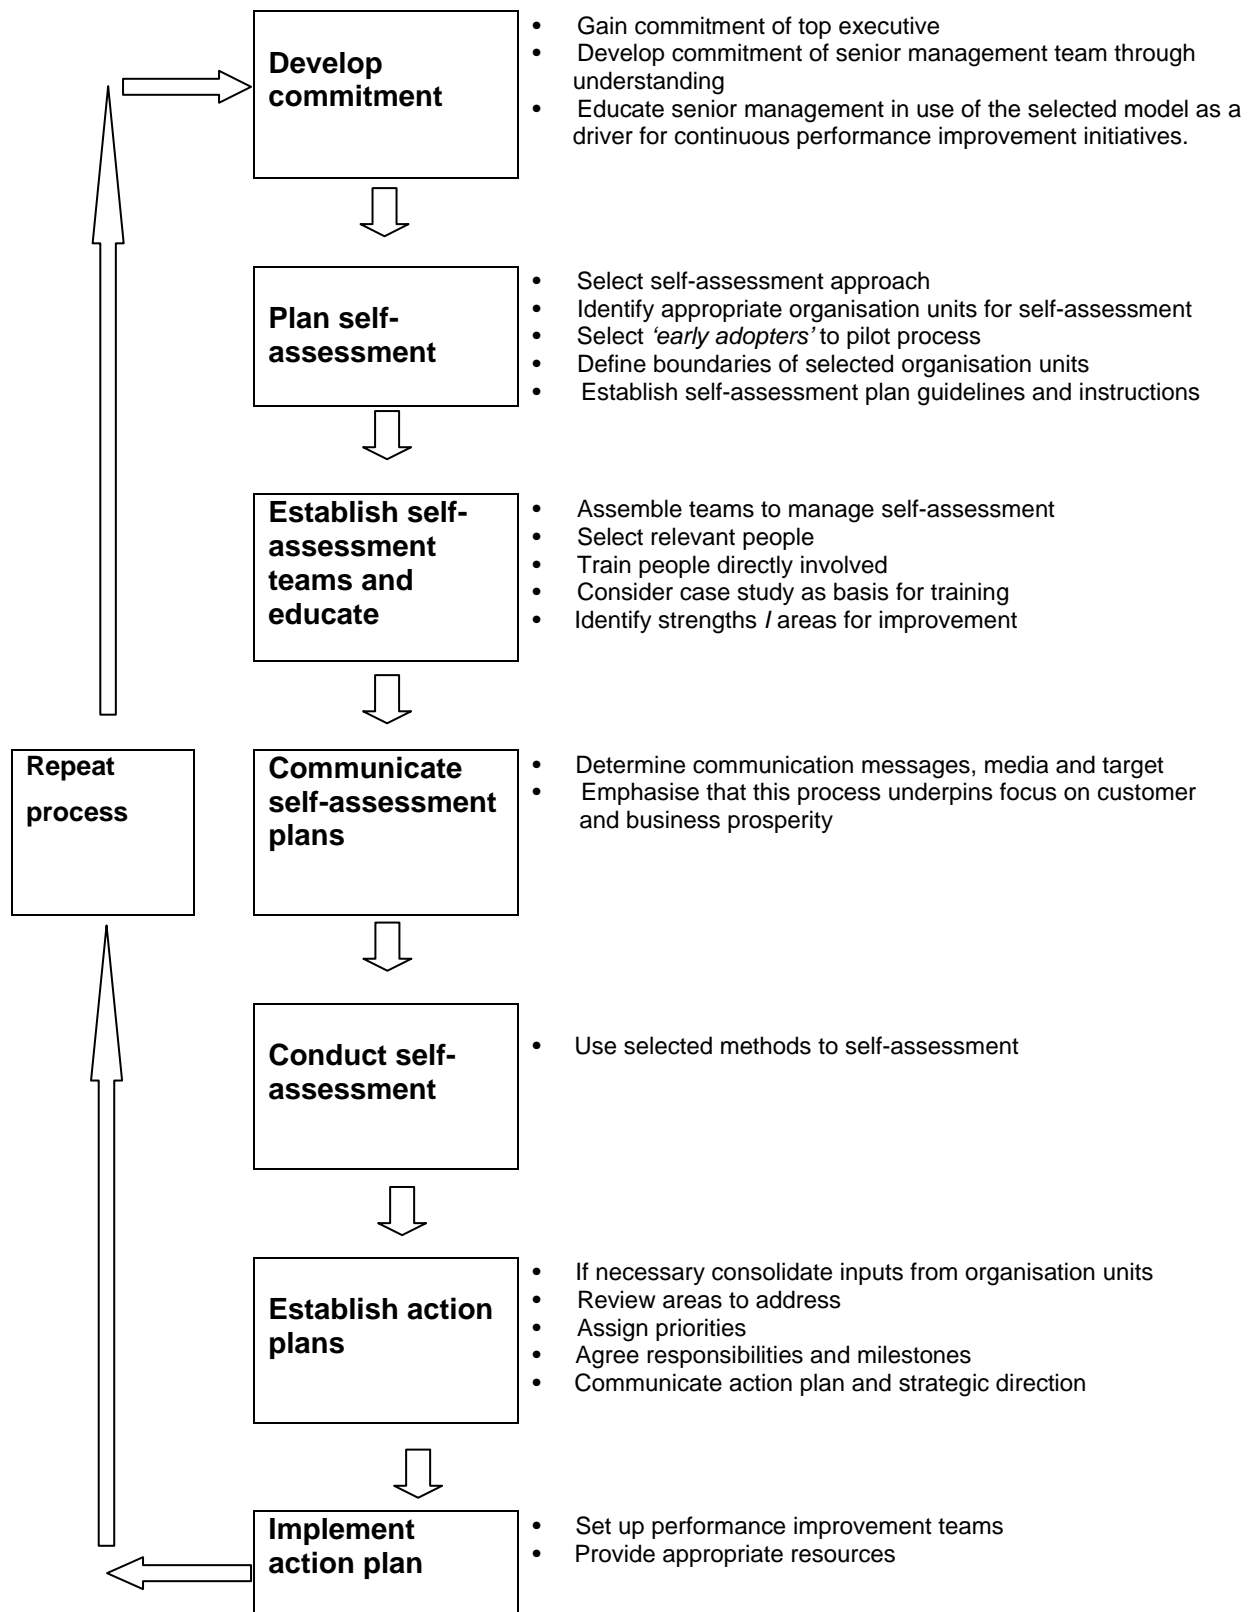 Develop
commitment
• Gain commitment of top executive
• Develop commitment of senior management team through
understanding
• Educate senior management in use of the selected model as a
driver for continuous performance improvement initiatives.
Plan self-
assessment
• Select self-assessment approach
• Identify appropriate organisation units for self-assessment
• Select ‘early adopters’ to pilot process
• Define boundaries of selected organisation units
• Establish self-assessment plan guidelines and instructions
Establish self-
assessment
teams and
educate
• Assemble teams to manage self-assessment
• Select relevant people
• Train people directly involved
• Consider case study as basis for training
• Identify strengths I areas for improvement
Repeat
process
Communicate
self-assessment
plans
• Determine communication messages, media and target
• Emphasise that this process underpins focus on customer
and business prosperity
Conduct self-
assessment
• Use selected methods to self-assessment
Establish action
plans
• If necessary consolidate inputs from organisation units
• Review areas to address
• Assign priorities
• Agree responsibilities and milestones
• Communicate action plan and strategic direction
Implement
action plan
• Set up performance improvement teams
• Provide appropriate resources